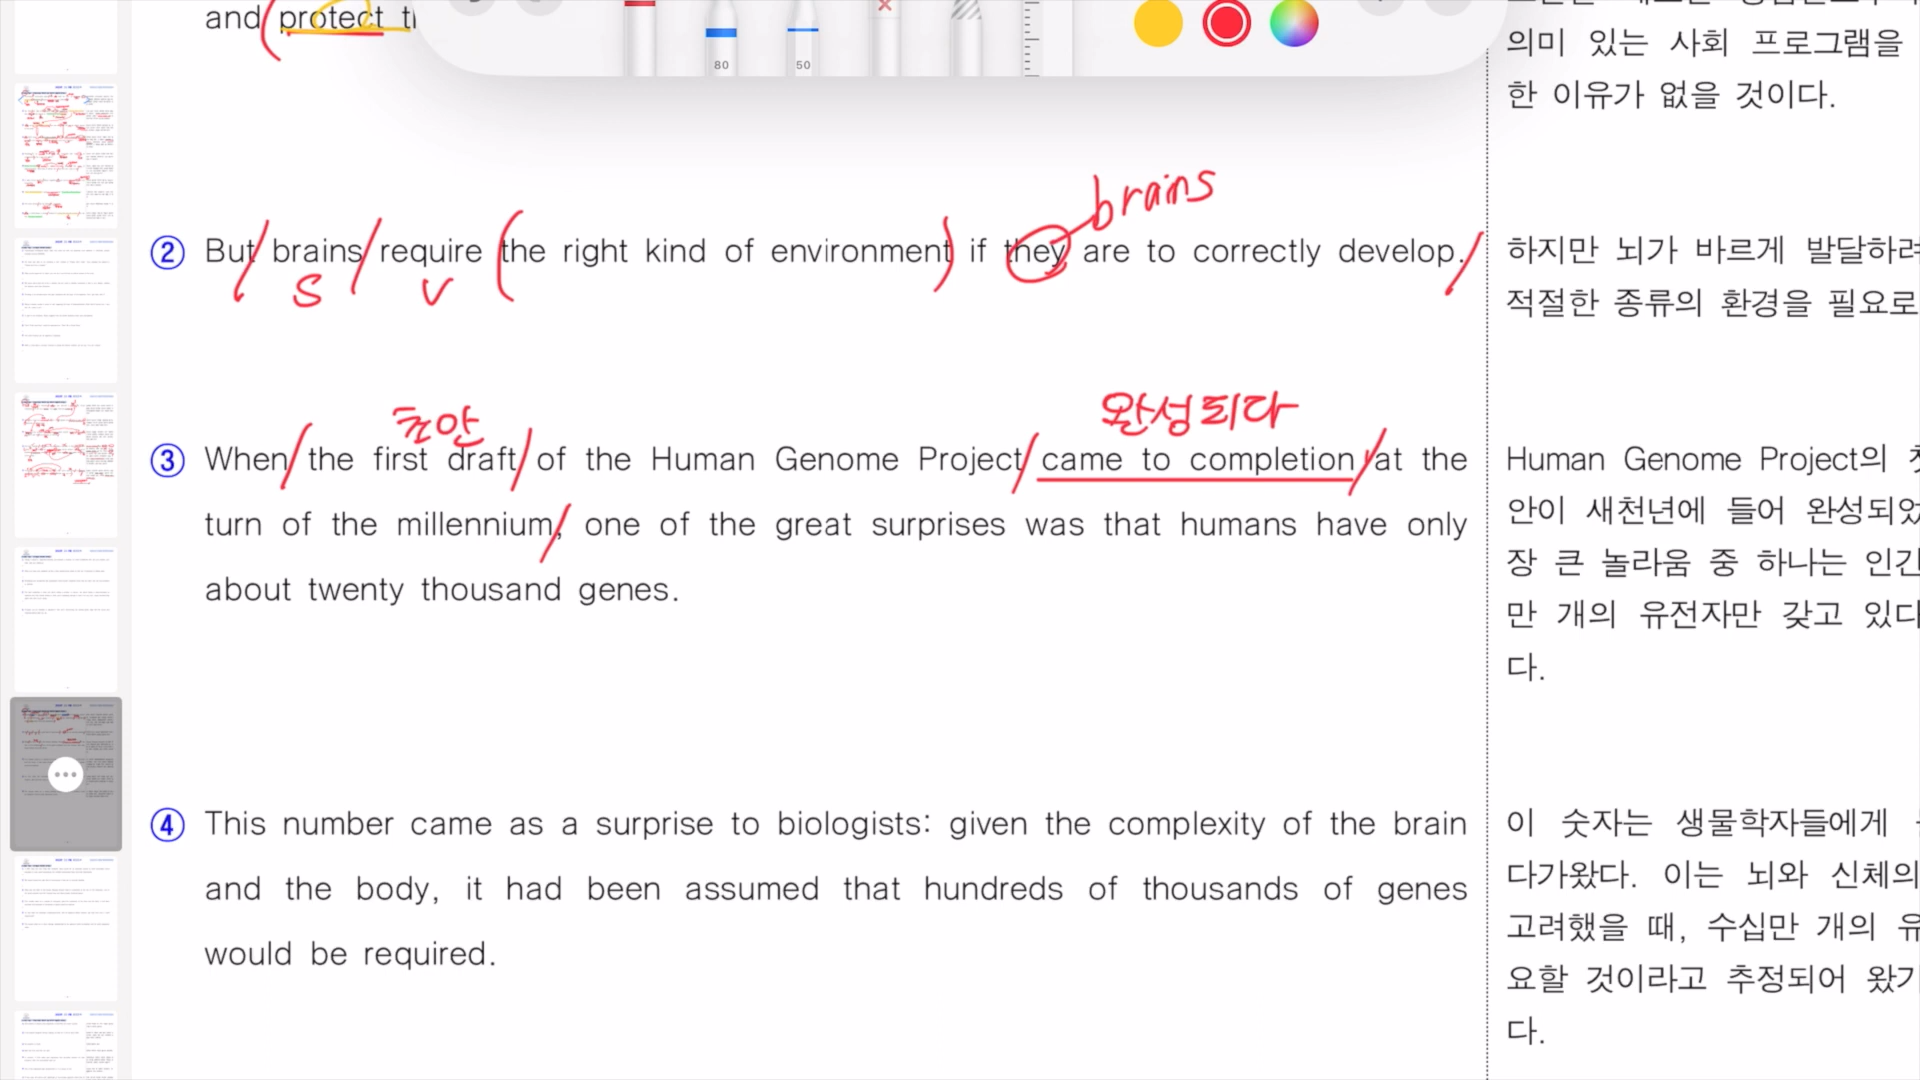 and protect
80
50
의미 있는 사회 프로그램을
한 이유가 없을 것이다.
brains
② But brains require the right kind of environment if they are to correctly develop.
S
V
하지만 뇌가 바르게 발달하려
적절한 종류의 환경을 필요로
초안
완성되다
③ When the first draft of the Human Genome Project came to completion at the
turn of the millennium, one of the great surprises was that humans have only
about twenty thousand genes.
Human Genome Project의 첫
안이 새천년에 들어 완성되었
장 큰 놀라움 중 하나는 인간
만 개의 유전자만 갖고 있다
다.
④ This number came as a surprise to biologists: given the complexity of the brain
and the body, it had been assumed that hundreds of thousands of genes
would be required.
이 숫자는 생물학자들에게
다가왔다. 이는 뇌와 신체의
고려했을 때, 수십만 개의 유
요할 것이라고 추정되어 왔기
다.